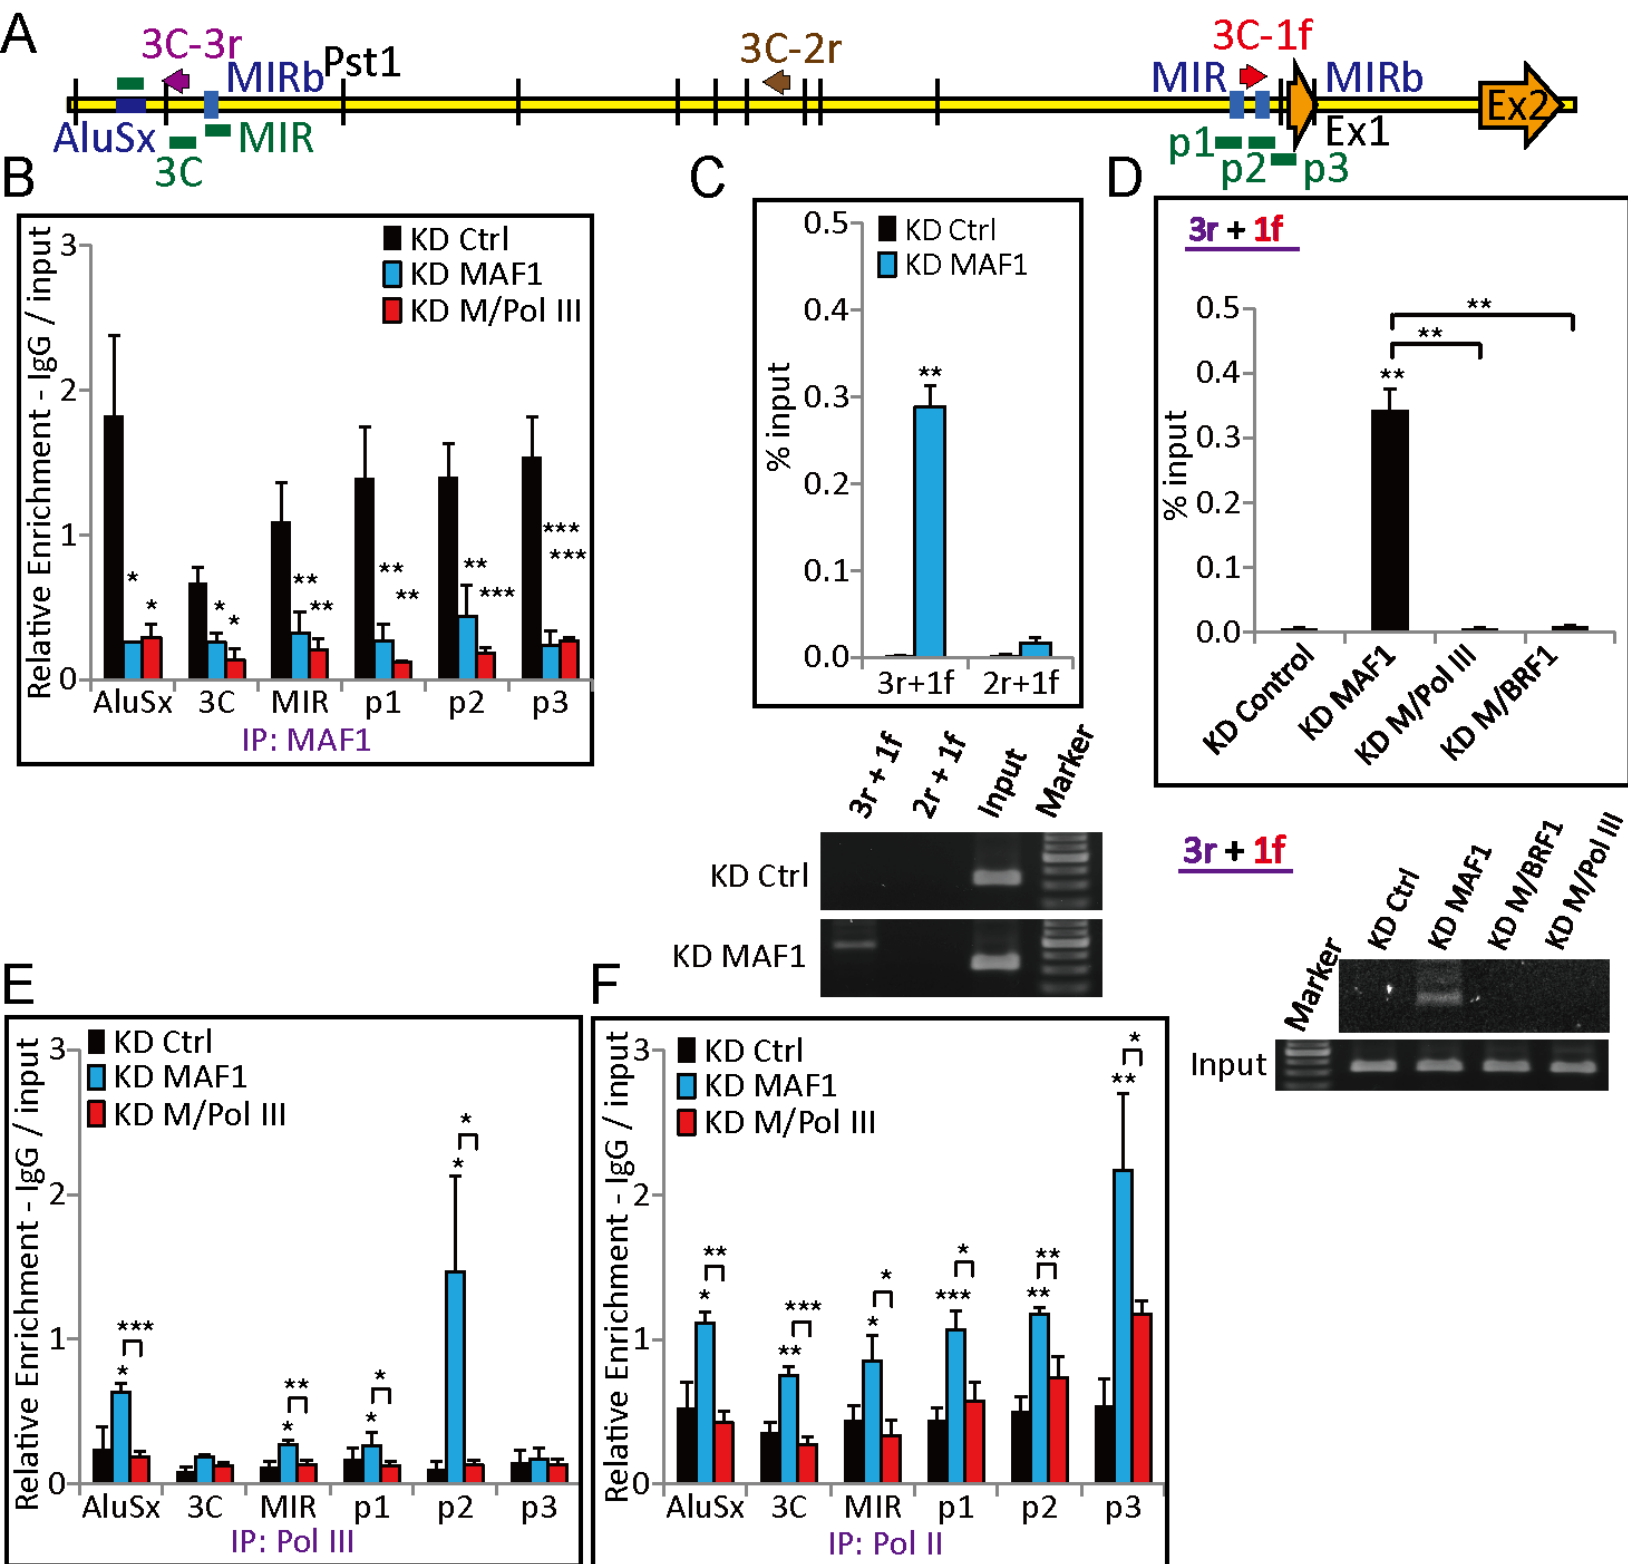 A
3C-3r
Pst1
3C-2r
3C-1f
MIRb
MIR
MIRb
AluSx
MIR
3C
p1
p2
p3
Ex1
Ex2
B
3
2
1
0
Relative Enrichment - IgG / input
KD Ctrl
KD MAF1
KD M/Pol III
* * * * ** ** ** ** ** *** *** ***
AluSx 3C MIR p1 p2 p3
IP: MAF1
C
0.5
0.4
0.3
0.2
0.1
0.0
% input
KD Ctrl
KD MAF1
**
3r+1f 2r+1f
3r + 1f
2r + 1f
Input
Marker
KD Ctrl
KD MAF1
D
3r + 1f
0.5
0.4
0.3
0.2
0.1
0.0
% input
**
**
**
KD Control
KD MAF1
KD M/Pol III
KD M/BRF1
3r + 1f
Marker
KD Ctrl
KD MAF1
KD M/BRF1
KD M/Pol III
Input
E
3
2
1
0
Relative Enrichment - IgG / input
KD Ctrl
KD MAF1
KD M/Pol III
*** * ** * * * * *
AluSx 3C MIR p1 p2 p3
IP: Pol III
F
3
2
1
0
Relative Enrichment - IgG / input
KD Ctrl
KD MAF1
KD M/Pol III
** * *** ** * * * *** ** ** * **
AluSx 3C MIR p1 p2 p3
IP: Pol II